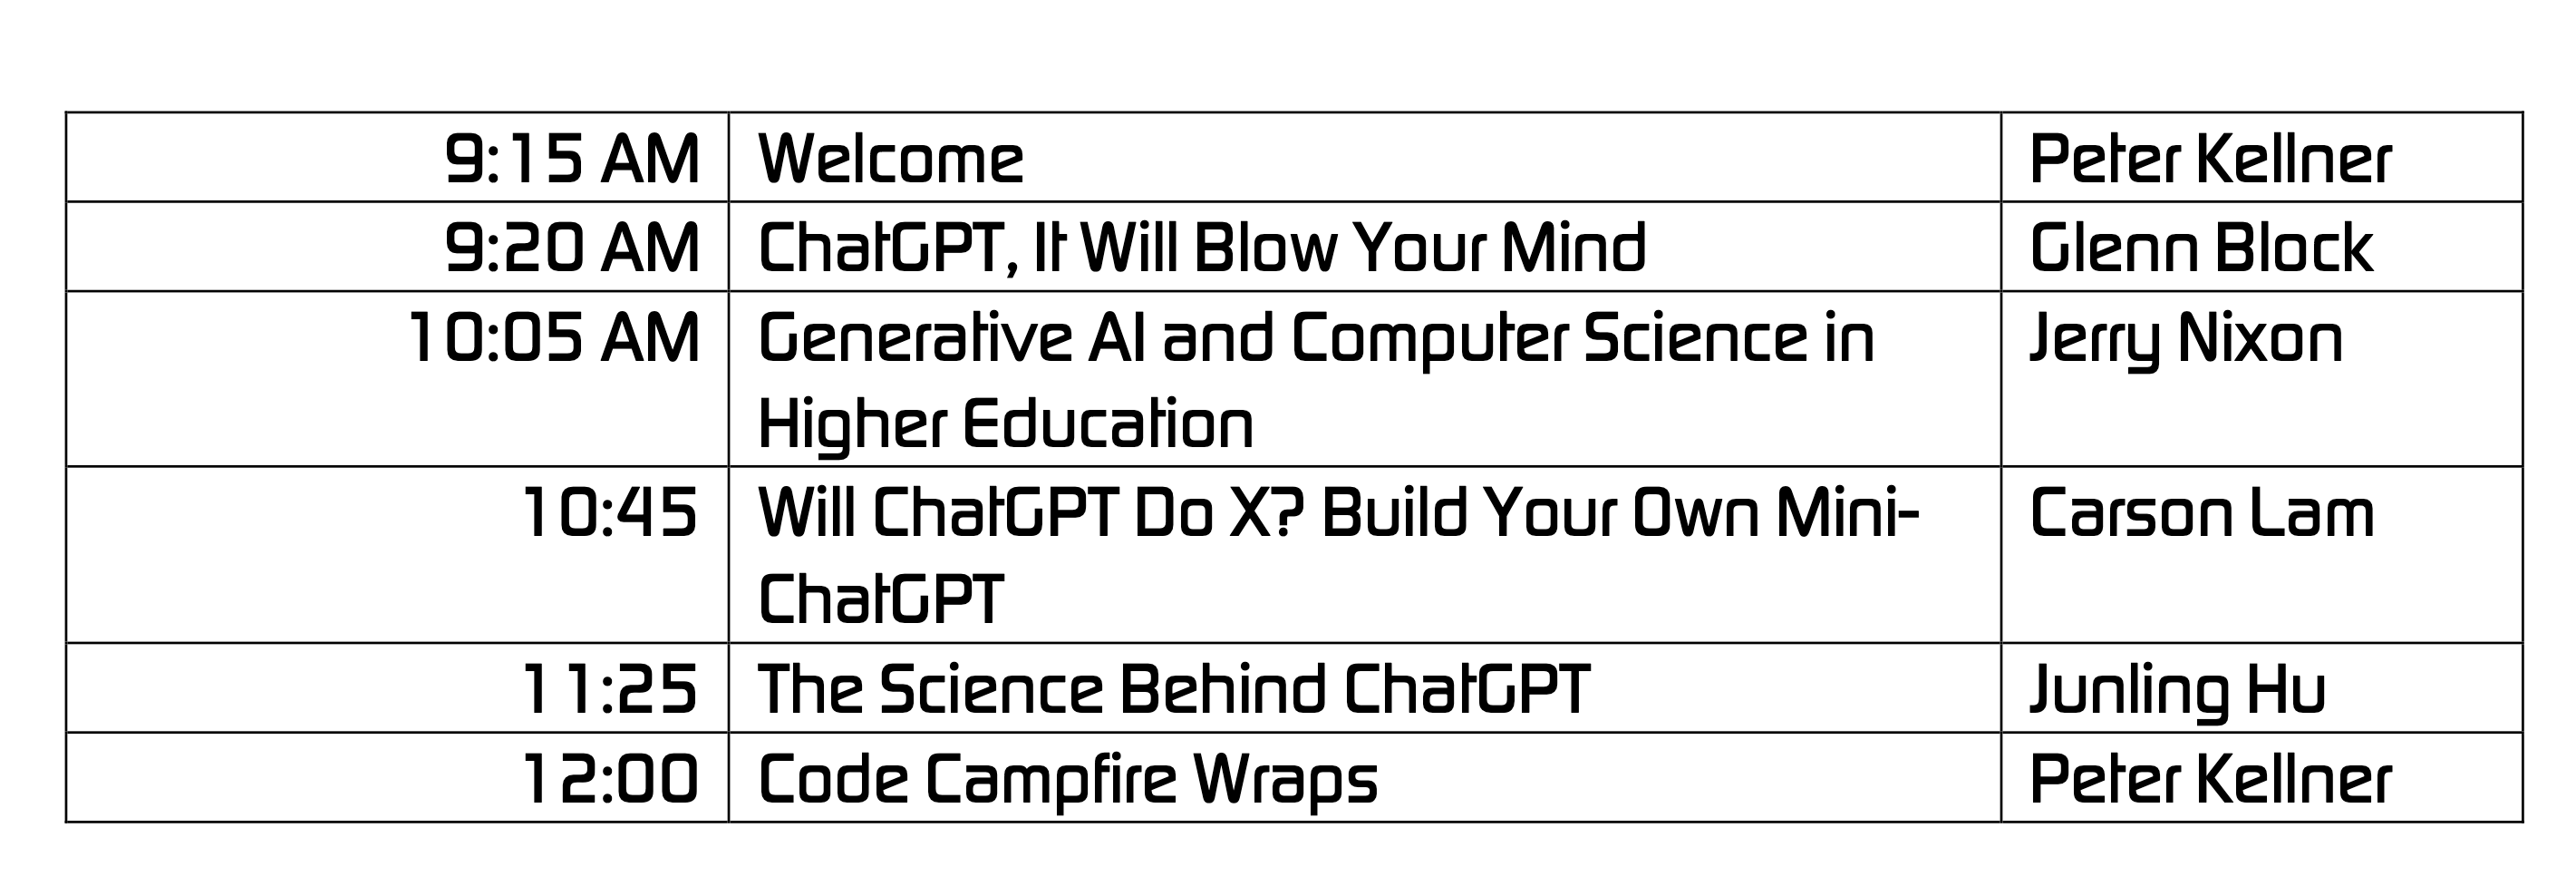 9:15 AM Welcome Peter Kellner
9:20 AM ChatGPT, It Will Blow Your Mind Glenn Block
10:05 AM Generative AI and Computer Science in Jerry Nixon
Higher Education
10:45 Will ChatGPT Do X? Build Your Own Mini- Carson Lam
ChatGPT
11:25 The Science Behind ChatGPT Junling Hu
12:00 Code Campfire Wraps Peter Kellner